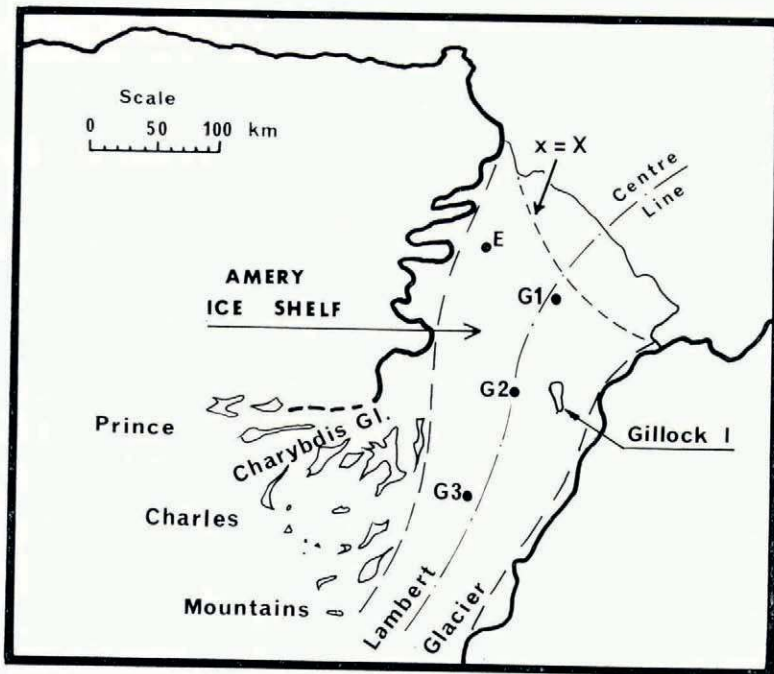 Scale
0 50 100 km
x = X
Centre
Line
E
AMERY
ICE SHELF
G1
G2
Prince
Charybdis Gl.
Gillock I
G3
Charles
Mountains
Lambert
Glacier